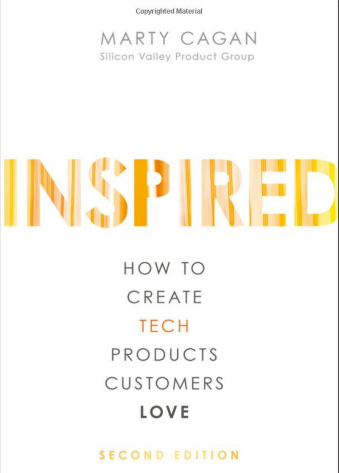 Copyrighted Material
MARTY CAGAN
Silicon Valley Product Group
INSPIRED
HOW TO
CREATE
TECH
PRODUCTS
CUSTOMERS
LOVE
SECOND EDITION